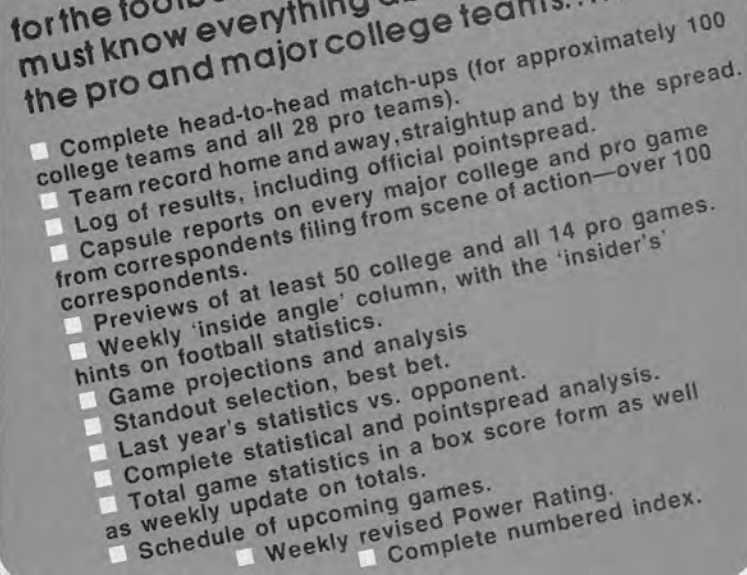 for the
must know everything
the pro and major college teams...
Complete head-to-head match-ups (for approximately 100
college teams and all 28 pro teams).
Team record home and away, straightup and by the spread.
Log of results, including official pointspread.
Capsule reports on every major college and pro game
from correspondents filing from scene of action—over 100
correspondents.
Previews of at least 50 college and all 14 pro games.
Weekly 'inside angle' column, with the 'insider's'
hints on football statistics.
Game projections and analysis
Standout selection, best bet.
Last year's statistics vs. opponent.
Complete statistical and pointspread analysis.
Total game statistics in a box score form as well
as weekly update on totals.
Schedule of upcoming games.
Weekly revised Power Rating.
Complete numbered index.